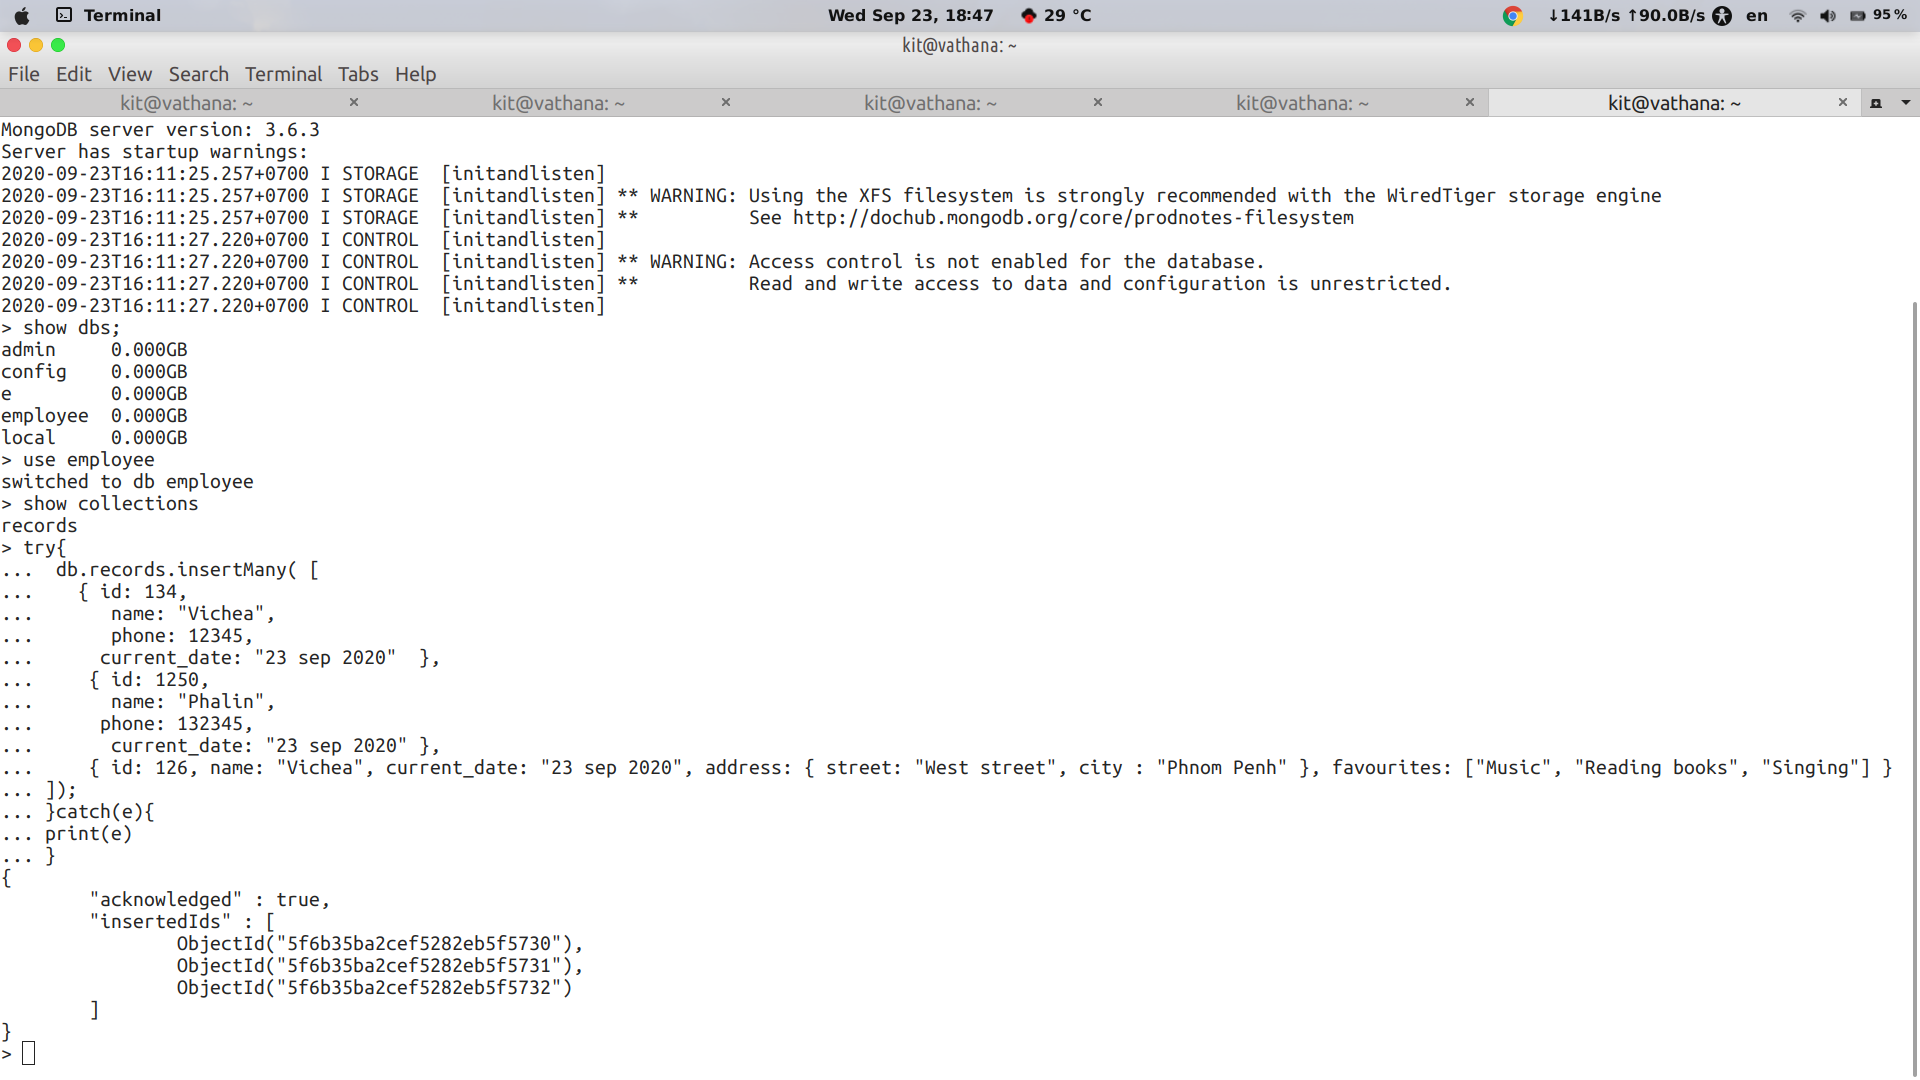 Terminal
Wed Sep 23, 18:47
29 °C
↓141B/s ↑90.0B/s
en
95%
kit@vathana: ~
File Edit View Search Terminal Tabs Help
kit@vathana: ~ × kit@vathana: ~ × kit@vathana: ~ × kit@vathana: ~ × kit@vathana: ~ ×
MongoDB server version: 3.6.3
Server has startup warnings:
2020-09-23T16:11:25.257+0700 I STORAGE  [initandlisten]
2020-09-23T16:11:25.257+0700 I STORAGE  [initandlisten] ** WARNING: Using the XFS filesystem is strongly recommended with the WiredTiger storage engine
2020-09-23T16:11:25.257+0700 I STORAGE  [initandlisten] **          See http://dochub.mongodb.org/core/prodnotes-filesystem
2020-09-23T16:11:27.220+0700 I CONTROL  [initandlisten]
2020-09-23T16:11:27.220+0700 I CONTROL  [initandlisten] ** WARNING: Access control is not enabled for the database.
2020-09-23T16:11:27.220+0700 I CONTROL  [initandlisten] **          Read and write access to data and configuration is unrestricted.
2020-09-23T16:11:27.220+0700 I CONTROL  [initandlisten]
> show dbs;
admin     0.000GB
config    0.000GB
e         0.000GB
employee  0.000GB
local     0.000GB
> use employee
switched to db employee
> show collections
records
> try{
...  db.records.insertMany( [
...    { id: 134,
...       name: "Vichea",
...       phone: 12345,
...      current_date: "23 sep 2020"  },
...     { id: 1250,
...       name: "Phalin",
...      phone: 132345,
...       current_date: "23 sep 2020" },
...     { id: 126, name: "Vichea", current_date: "23 sep 2020", address: { street: "West street", city : "Phnom Penh" }, favourites: ["Music", "Reading books", "Singing"] }
... ]);
... }catch(e){
... print(e)
... }
{
        "acknowledged" : true,
        "insertedIds" : [
                ObjectId("5f6b35ba2cef5282eb5f5730"),
                ObjectId("5f6b35ba2cef5282eb5f5731"),
                ObjectId("5f6b35ba2cef5282eb5f5732")
        ]
}
>